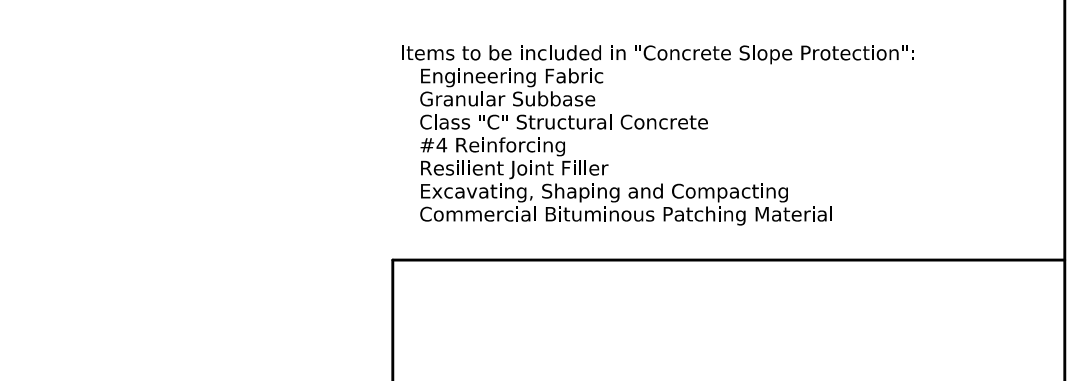 Items to be included in "Concrete Slope Protection":
Engineering Fabric
Granular Subbase
Class "C" Structural Concrete
#4 Reinforcing
Resilient Joint Filler
Excavating, Shaping and Compacting
Commercial Bituminous Patching Material